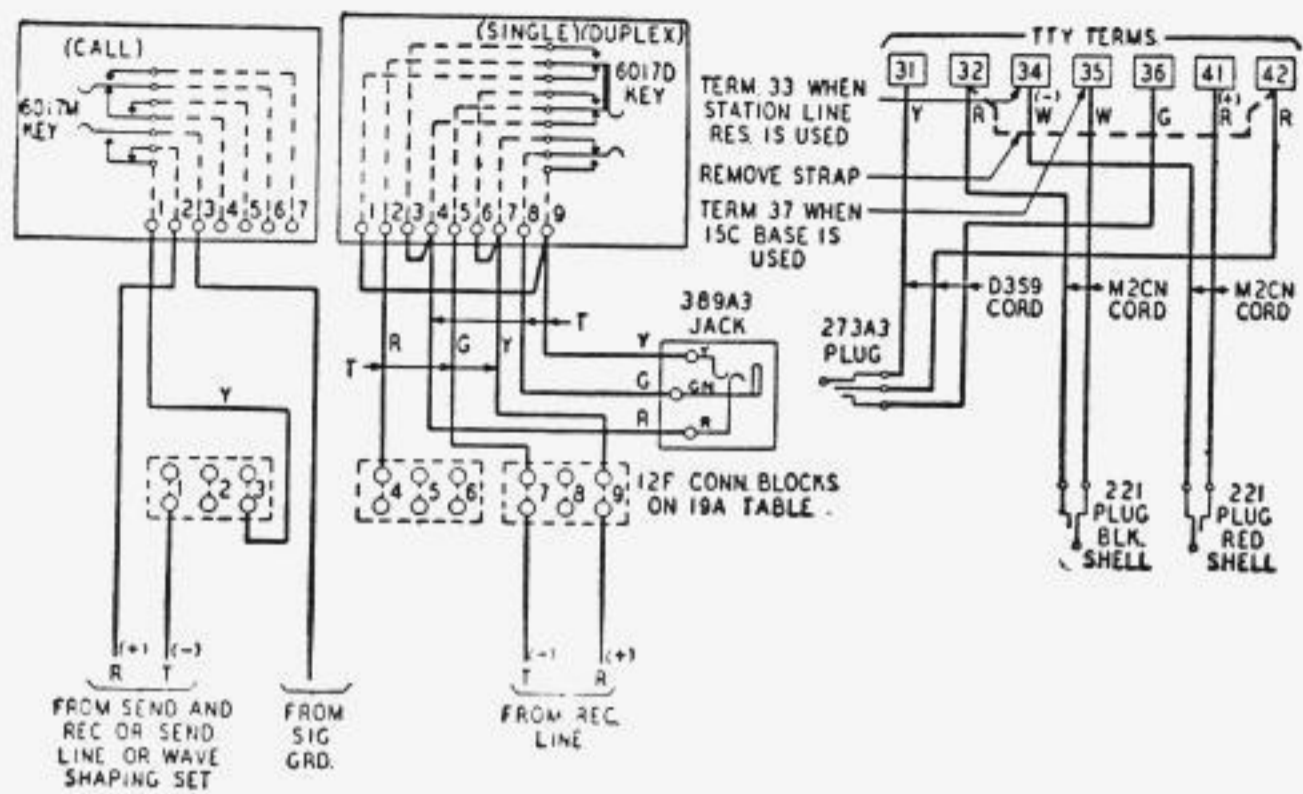 (CALL)
6017M
KEY
1 2 3 4 5 6 7
(SINGLE)(DUPLEX)
6017D
KEY
1 2 3 4 5 6 7 8 9
TTY TERMS.
31 32 34 35 36 41 42
(-) (+)
Y R W W G R R
TERM. 33 WHEN
STATION LINE
RES. IS USED
REMOVE STRAP
TERM 37 WHEN
15C BASE IS
USED
D3S9
CORD
M2CN
CORD
M2CN
CORD
389A3
JACK
273A3
PLUG
T
R G Y
T
Y Y
G GN
R R
Y
1 2 3
4 5 6
7 8 9
12F CONN. BLOCKS
ON 19A TABLE.
221
PLUG
BLK.
SHELL
221
PLUG
RED
SHELL
(+) (-)
R T
FROM SEND AND
REC OR SEND
LINE OR WAVE
SHAPING SET
FROM
SIG
GRD.
(-) (+)
T R
FROM REC.
LINE